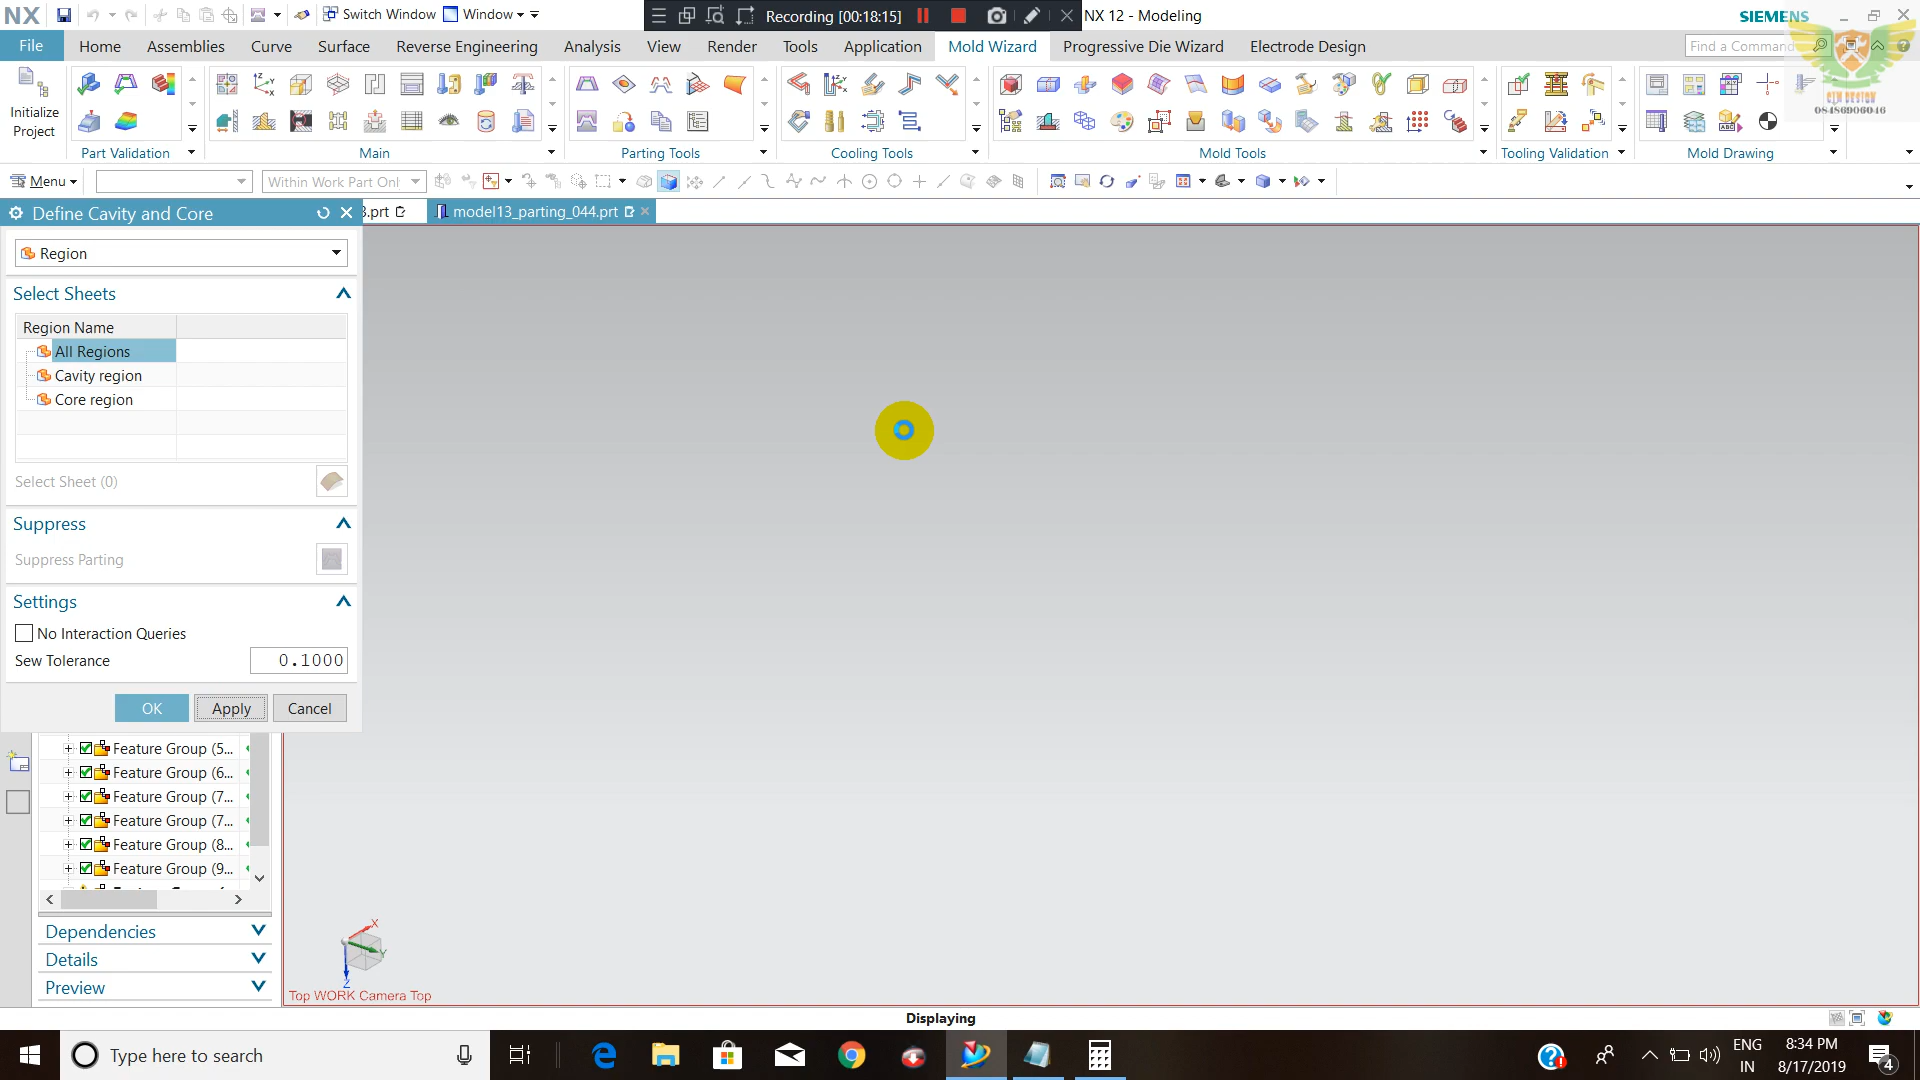 NX Switch Window Window Recording [00:18:15] NX 12 - Modeling SIEMENS
File Home Assemblies Curve Surface Reverse Engineering Analysis View Render Tools Application Mold Wizard Progressive Die Wizard Electrode Design Find a Command
Initialize
Project
Part Validation Main Parting Tools Cooling Tools Mold Tools Tooling Validation Mold Drawing
CIM DESIGN
08486906046
Menu Within Work Part Onl
Define Cavity and Core 3.prt model13_parting_044.prt
Region
Select Sheets
Region Name
All Regions
Cavity region
Core region
Select Sheet (0)
Suppress
Suppress Parting
Settings
No Interaction Queries
Sew Tolerance 0.1000
OK Apply Cancel
Feature Group (5...
Feature Group (6...
Feature Group (7...
Feature Group (7...
Feature Group (8...
Feature Group (9...
Dependencies
Details
Preview
X
Y
Z
Top WORK Camera Top
Displaying
Type here to search ENG 8:34 PM
IN 8/17/2019 4